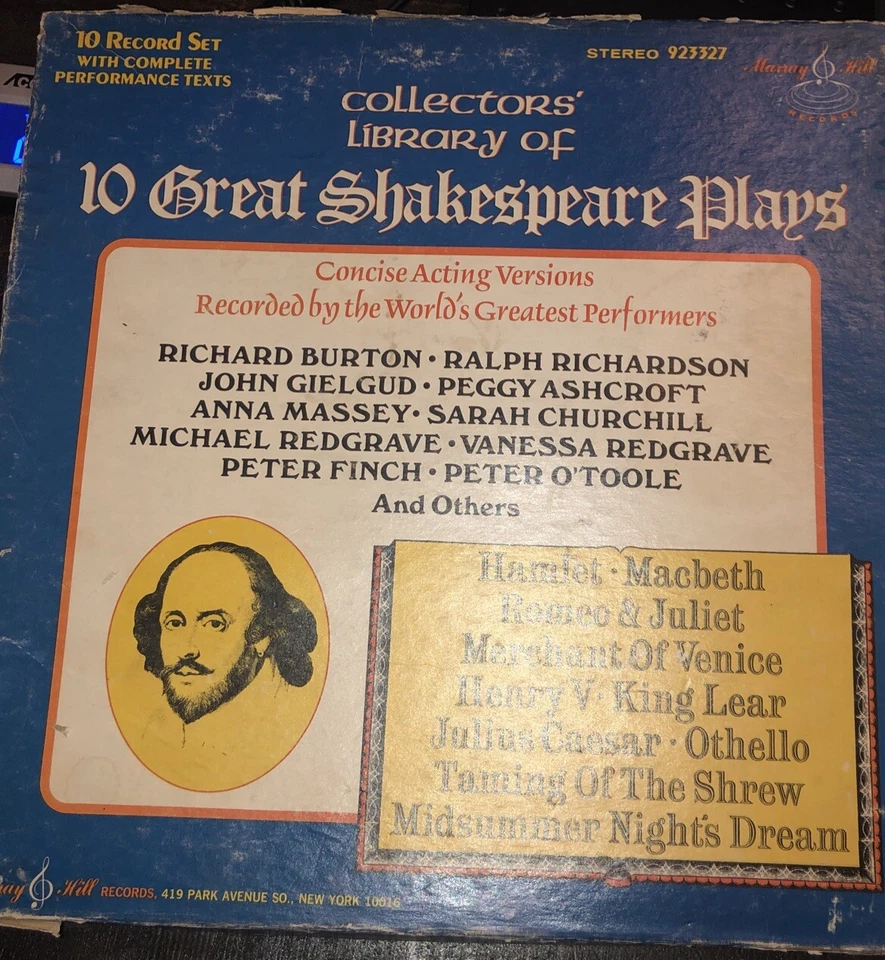 10 Record Set
WITH COMPLETE
PERFORMANCE TEXTS
STEREO 923327
Murray Hill
RECORDS
Collectors'
Library of
10 Great Shakespeare Plays
Concise Acting Versions
Recorded by the World's Greatest Performers
RICHARD BURTON • RALPH RICHARDSON
JOHN GIELGUD • PEGGY ASHCROFT
ANNA MASSEY • SARAH CHURCHILL
MICHAEL REDGRAVE • VANESSA REDGRAVE
PETER FINCH • PETER O'TOOLE
And Others
Hamlet · Macbeth
Romeo & Juliet
Merchant Of Venice
Henry V · King Lear
Julius Caesar · Othello
Taming Of The Shrew
Midsummer Night's Dream
ray Hill RECORDS, 419 PARK AVENUE SO., NEW YORK 10016